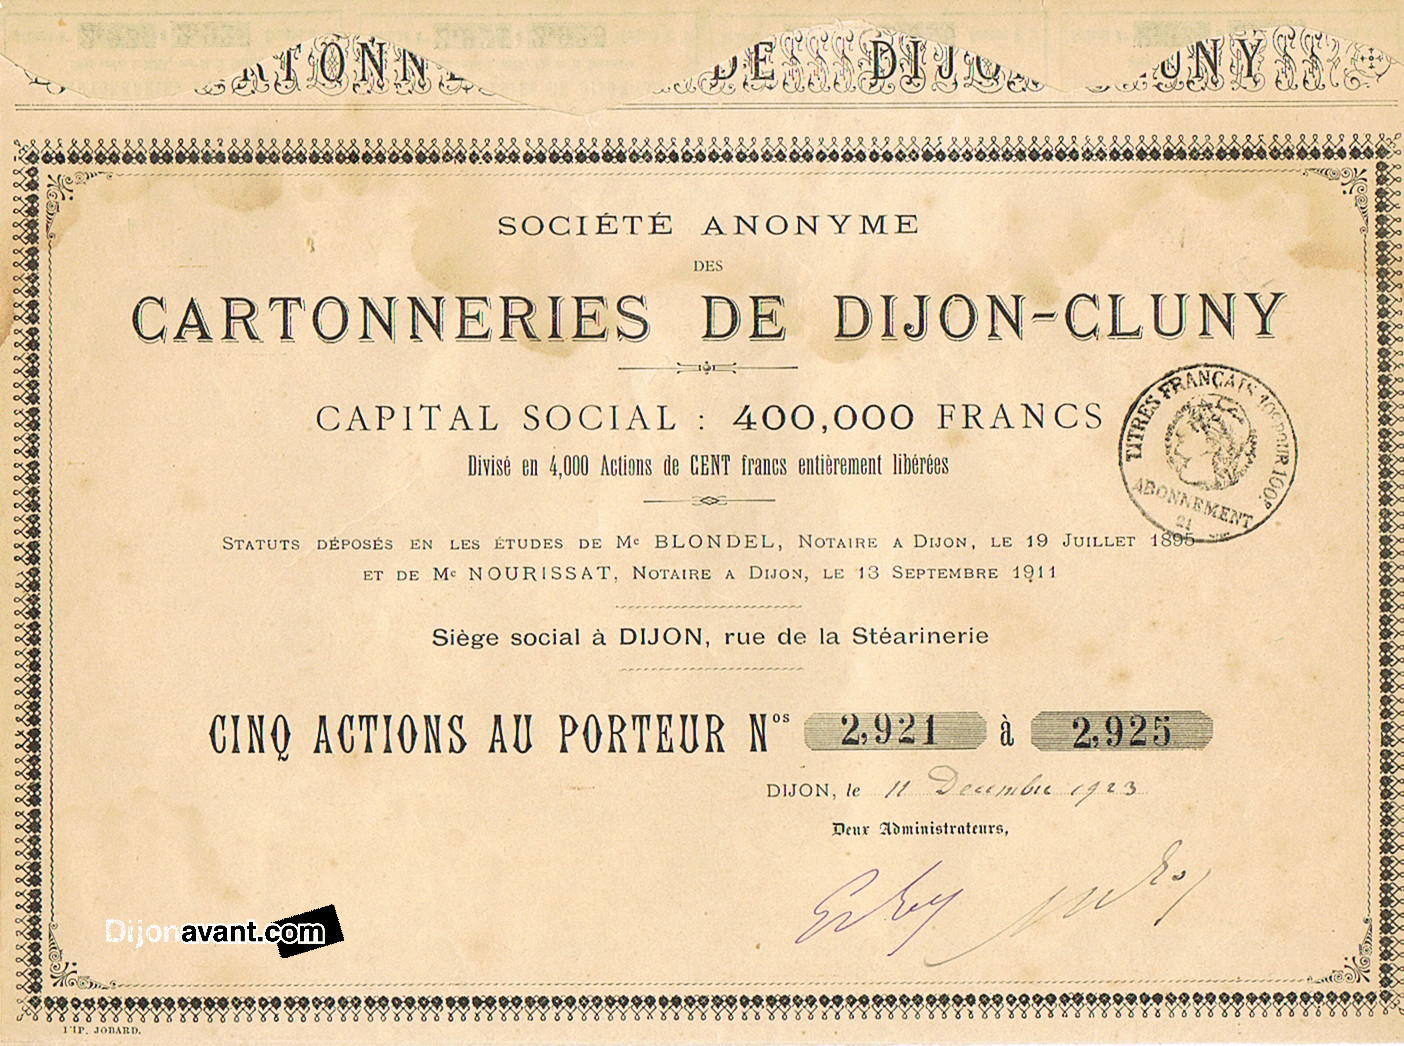 SOCIÉTÉ ANONYME
DES
CARTONNERIES DE DIJON-CLUNY
CAPITAL SOCIAL : 400,000 FRANCS
Divisé en 4,000 Actions de CENT francs entièrement libérées
TITRES FRANÇAIS
ABONNEMENT
21
STATUTS DÉPOSÉS EN LES ÉTUDES DE Mᵉ BLONDEL, NOTAIRE A DIJON, LE 19 JUILLET 1895
ET DE Mᵉ NOURISSAT, NOTAIRE A DIJON, LE 13 SEPTEMBRE 1911
Siège social à DIJON, rue de la Stéarinerie
CINQ ACTIONS AU PORTEUR Nᵒˢ 2,921 à 2,925
DIJON, le 11 Decembre 1923
Deux Administrateurs,
Dijonavant.com
JOBARD.